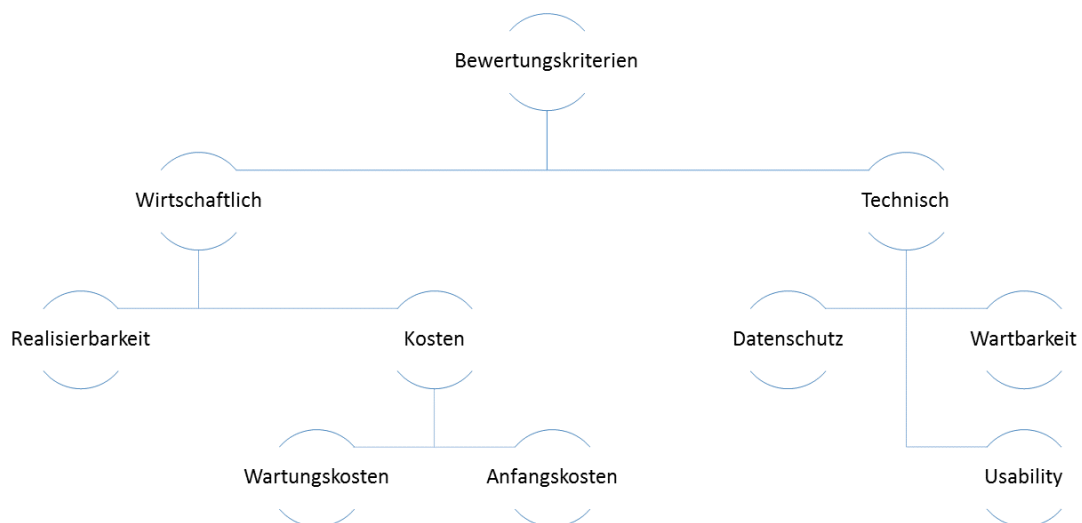 Bewertungskriterien
Wirtschaftlich
Technisch
Realisierbarkeit
Kosten
Datenschutz
Wartbarkeit
Wartungskosten
Anfangskosten
Usability